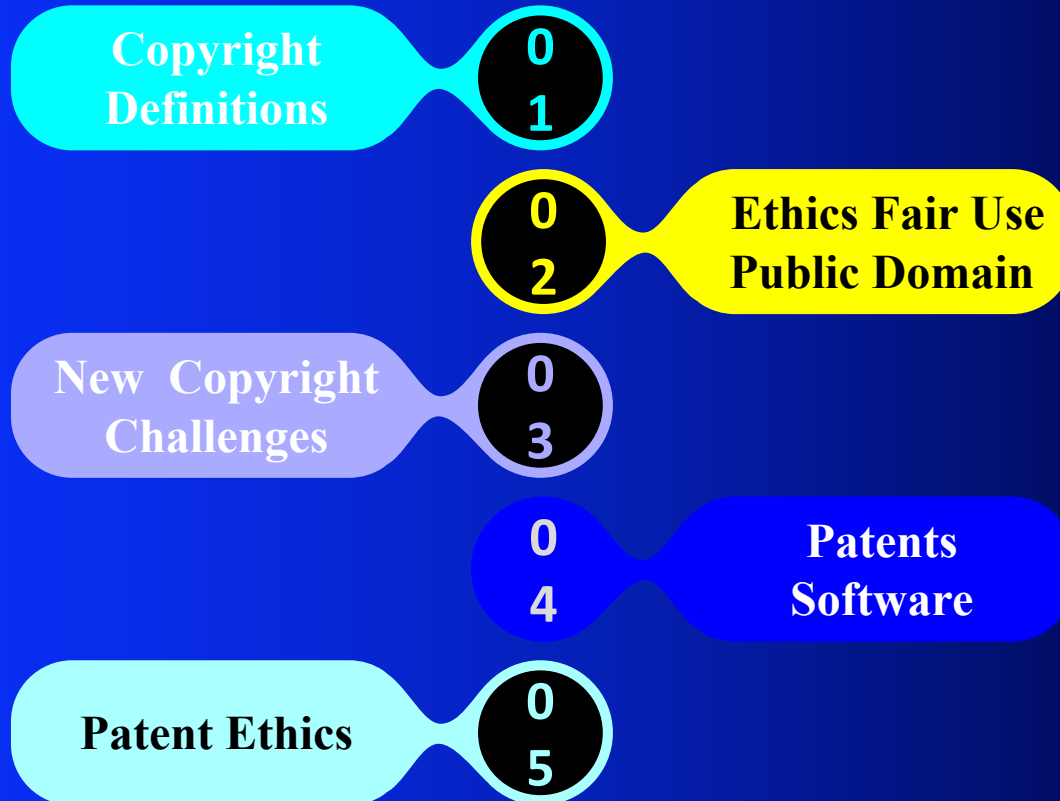 Copyright
Definitions
0
1
0
2
Ethics Fair Use
Public Domain
New Copyright
Challenges
0
3
0
4
Patents
Software
Patent Ethics
0
5